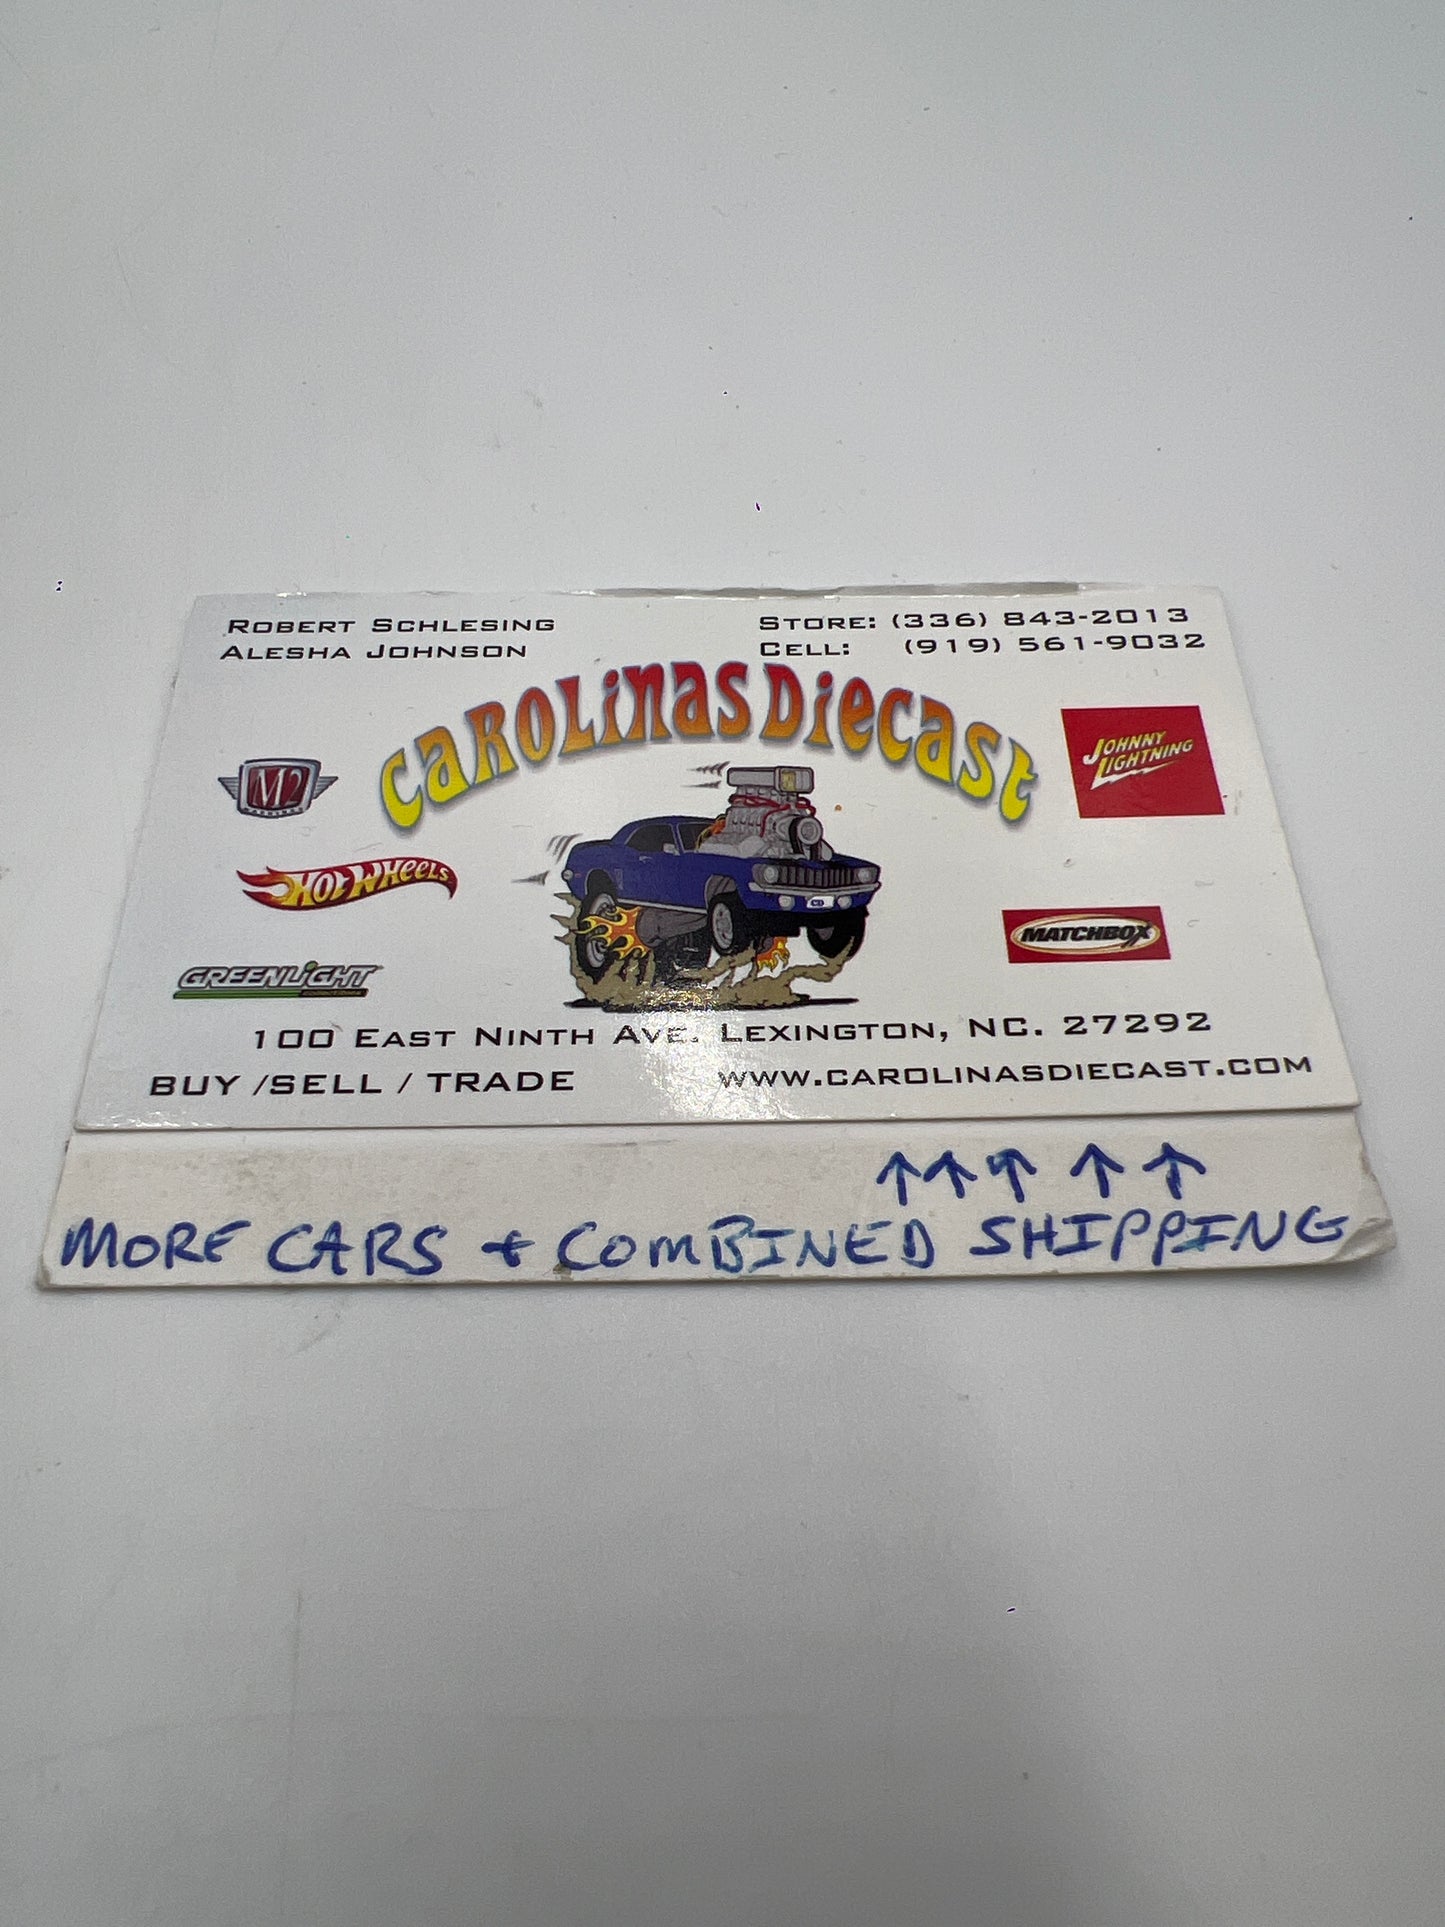 ROBERT SCHLESING
ALESHA JOHNSON
STORE: (336) 843-2013
CELL: (919) 561-9032
CAROLINAS DIECAST
M2
MACHINES
JOHNNY
LIGHTNING
HOT WHEELS
MATCHBOX
GREENLIGHT
100 EAST NINTH AVE. LEXINGTON, NC. 27292
BUY /SELL / TRADE
WWW.CAROLINASDIECAST.COM
↑ ↑ ↑ ↑ ↑
MORE CARS + COMBINED SHIPPING